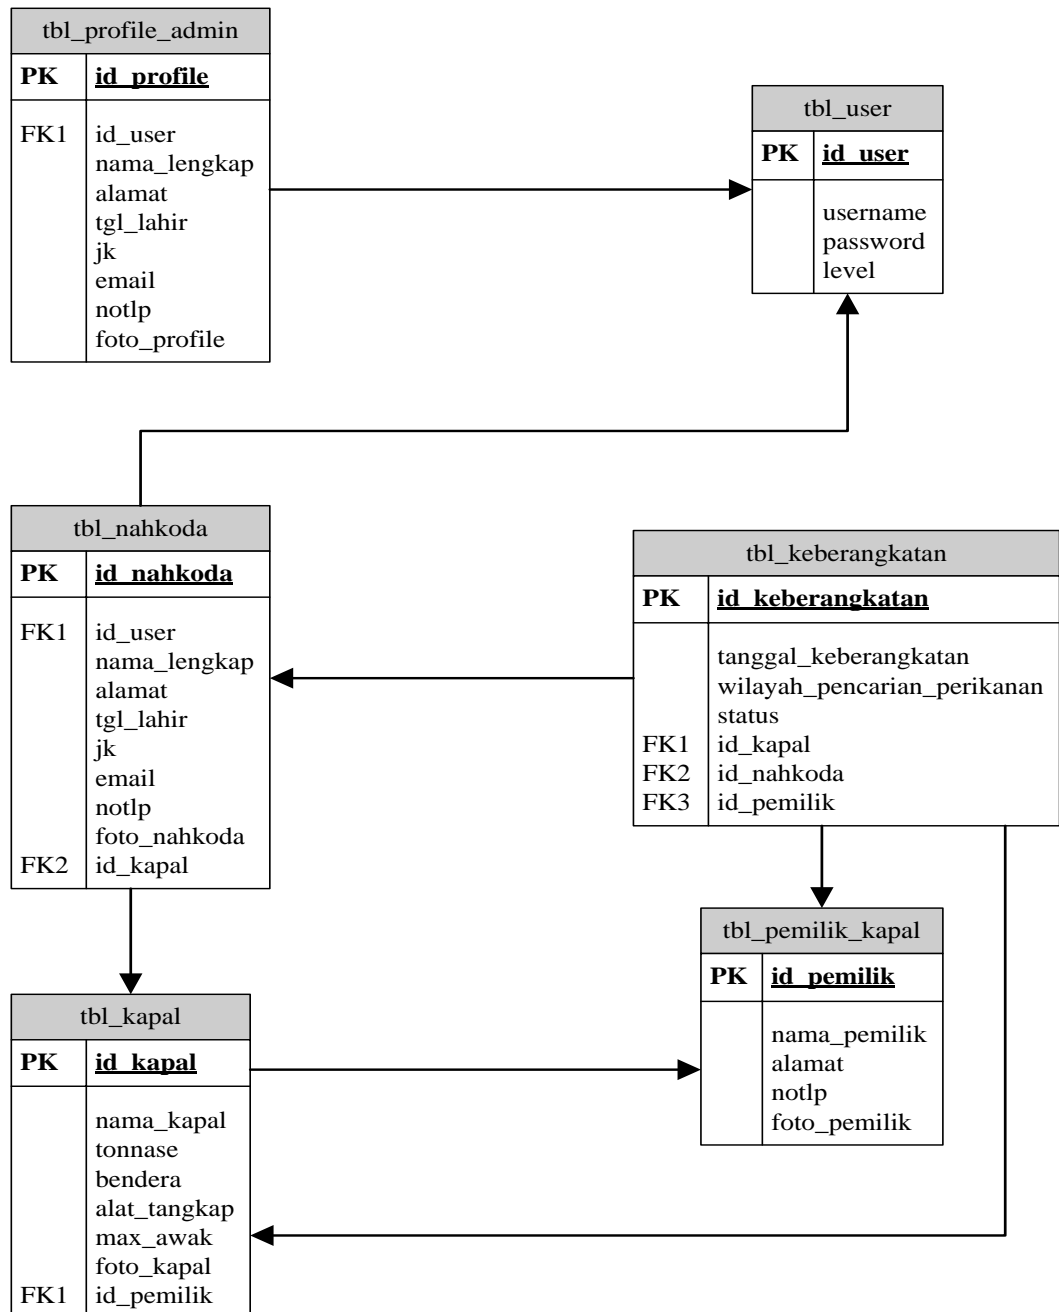 tbl_profile_admin
PK id_profile
FK1 id_user
nama_lengkap
alamat
tgl_lahir
jk
email
notlp
foto_profile
tbl_user
PK id_user
username
password
level
tbl_nahkoda
PK id_nahkoda
FK1 id_user
nama_lengkap
alamat
tgl_lahir
jk
email
notlp
foto_nahkoda
FK2 id_kapal
tbl_keberangkatan
PK id_keberangkatan
tanggal_keberangkatan
wilayah_pencarian_perikanan
status
FK1 id_kapal
FK2 id_nahkoda
FK3 id_pemilik
tbl_pemilik_kapal
PK id_pemilik
nama_pemilik
alamat
notlp
foto_pemilik
tbl_kapal
PK id_kapal
nama_kapal
tonnase
bendera
alat_tangkap
max_awak
foto_kapal
FK1 id_pemilik